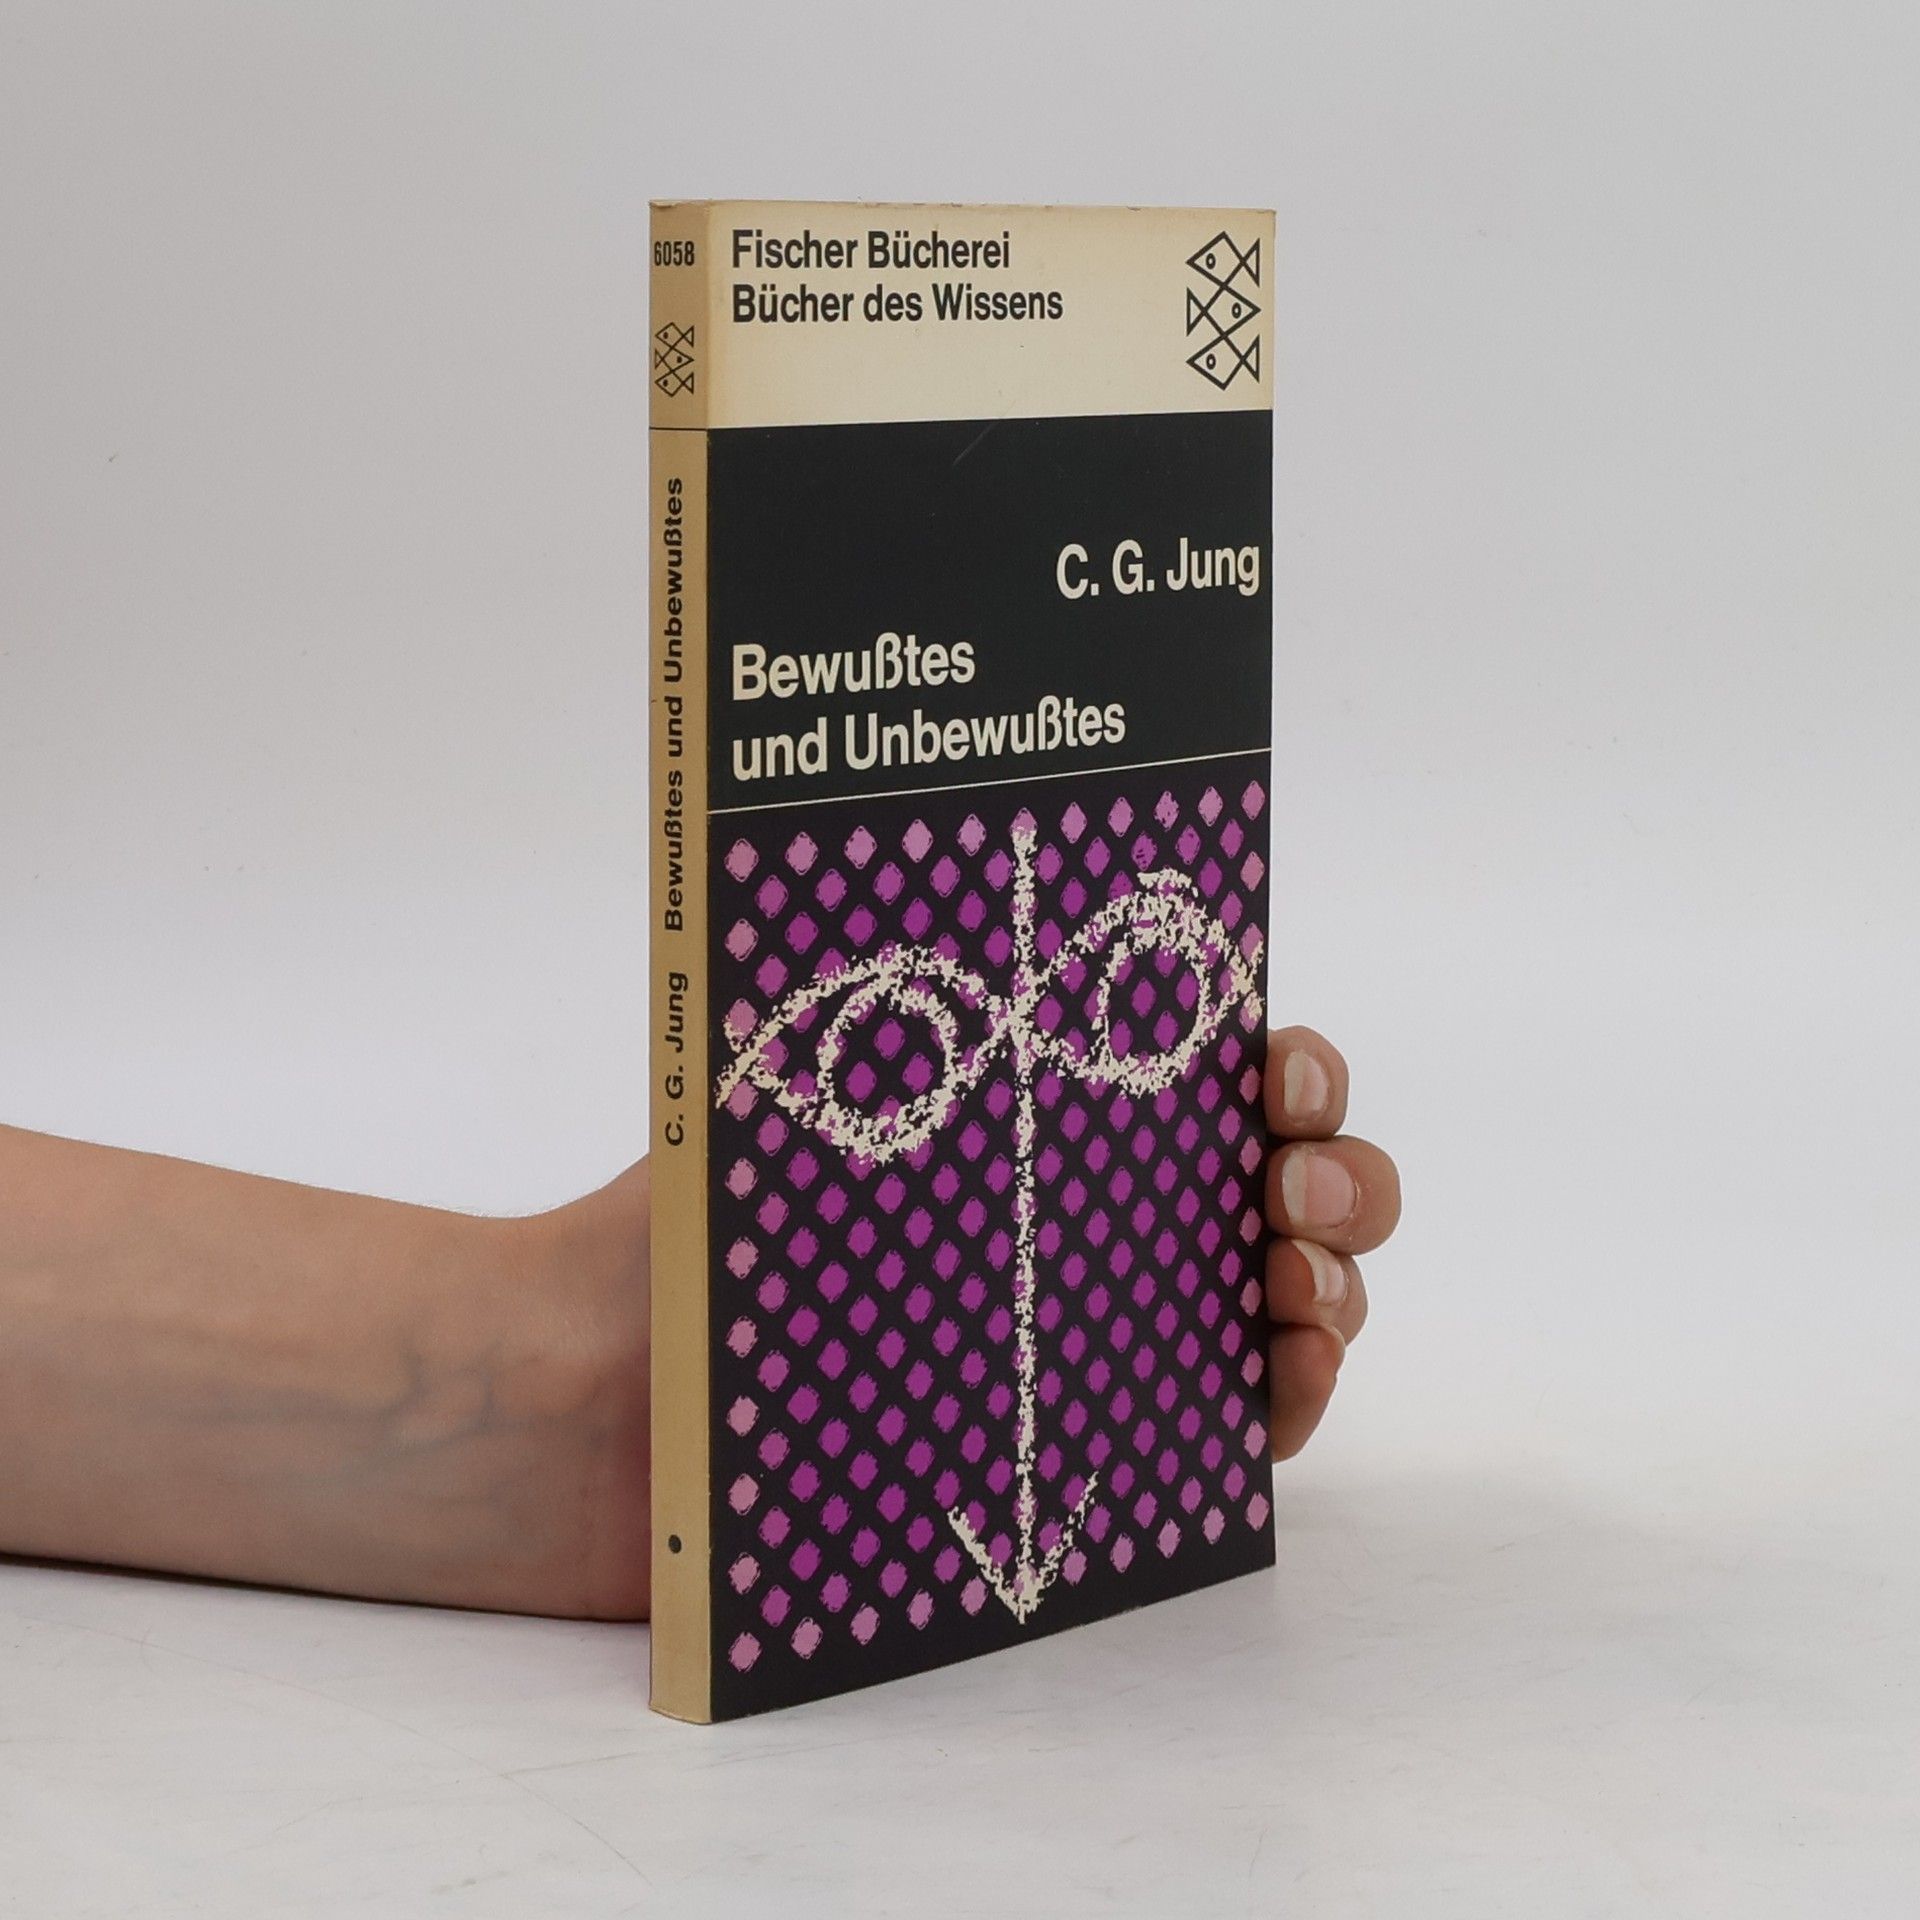 6058
C. G. Jung Bewußtes und Unbewußtes
Fischer Bücherei
Bücher des Wissens
C. G. Jung
Bewußtes
und Unbewußtes